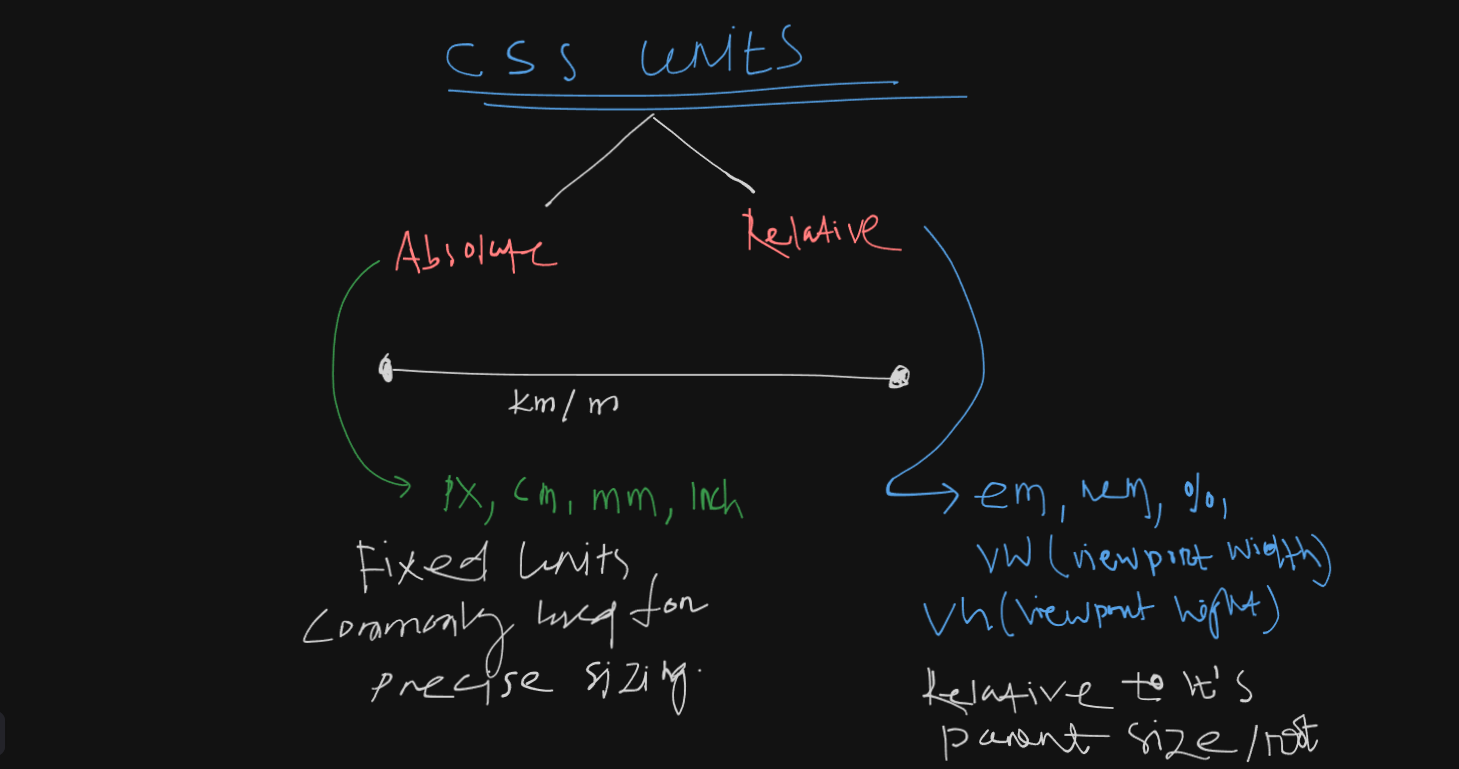 CSS UNITS
Absolute
Relative
km/m
px, cm, mm, inch
Fixed Units
Commonly used for
precise sizing.
em, rem, %,
vw (viewport width)
vh (viewport hight)
Relative to it's
parent size/root